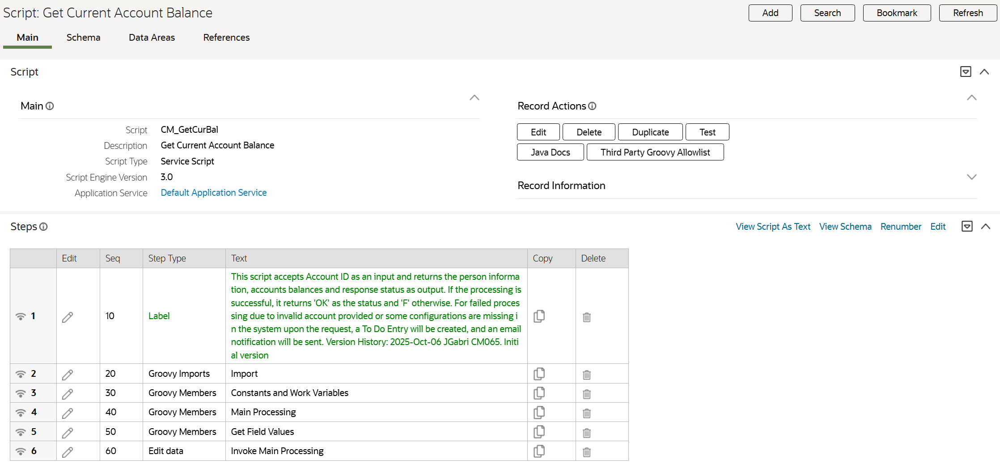 Script: Get Current Account Balance
Add Search Bookmark Refresh
Main Schema Data Areas References
Script
Main
Script CM_GetCurBal
Description Get Current Account Balance
Script Type Service Script
Script Engine Version 3.0
Application Service Default Application Service
Record Actions
Edit Delete Duplicate Test
Java Docs Third Party Groovy Allowlist
Record Information
Steps
View Script As Text View Schema Renumber Edit
Edit Seq Step Type Text Copy Delete
1 10 Label
This script accepts Account ID as an input and returns the person informa
tion, accounts balances and response status as output. If the processing is
successful, it returns 'OK' as the status and 'F' otherwise. For failed proces
sing due to invalid account provided or some configurations are missing i
n the system upon the request, a To Do Entry will be created, and an email
notification will be sent. Version History: 2025-Oct-06 JGabri CM065. Initi
al version
2 20 Groovy Imports Import
3 30 Groovy Members Constants and Work Variables
4 40 Groovy Members Main Processing
5 50 Groovy Members Get Field Values
6 60 Edit data Invoke Main Processing